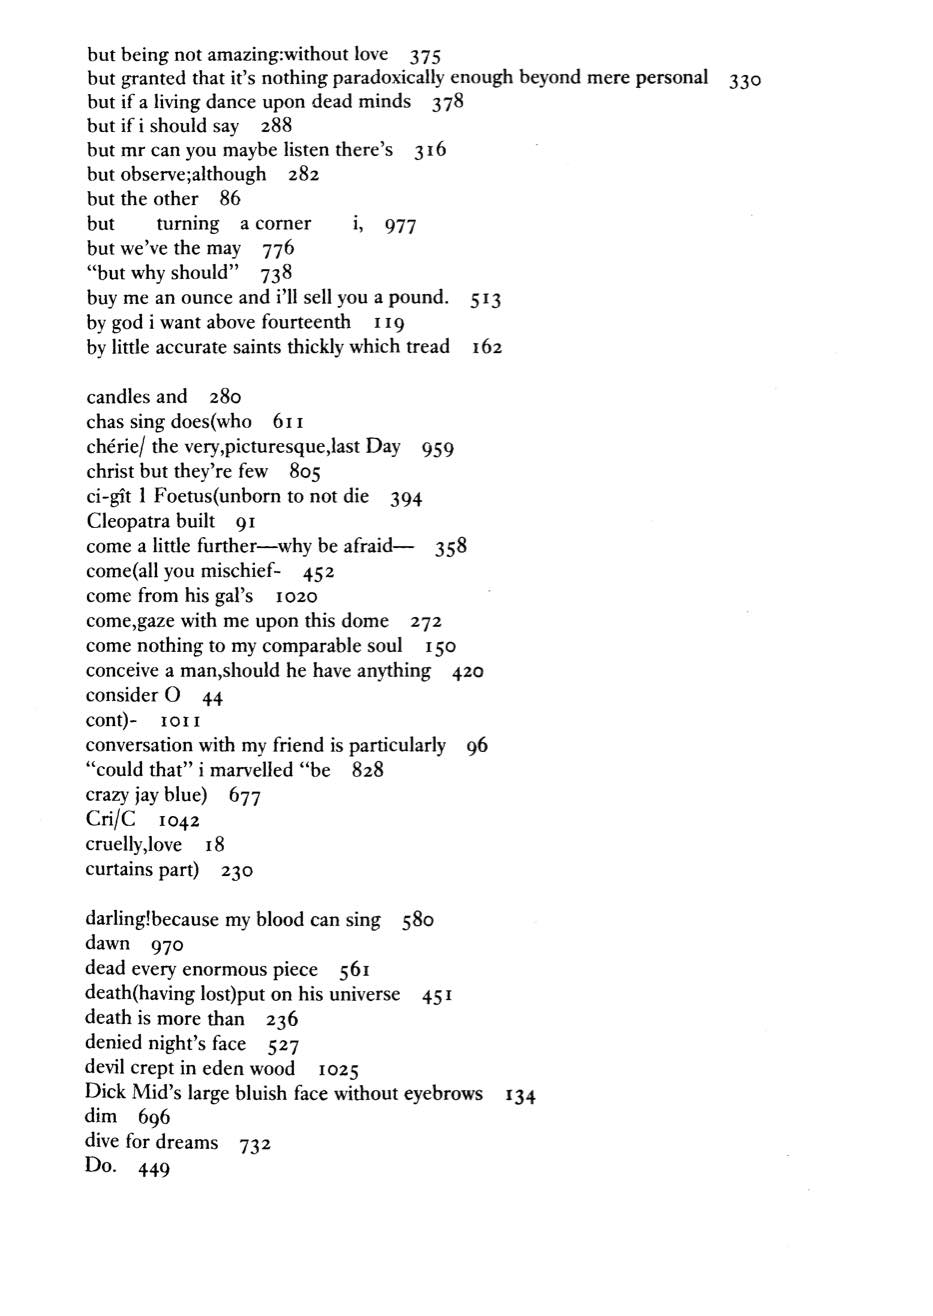 but being not amazing:without love 375
but granted that it's nothing paradoxically enough beyond mere personal 330
but if a living dance upon dead minds 378
but if i should say 288
but mr can you maybe listen there's 316
but observe;although 282
but the other 86
but turning a corner i, 977
but we've the may 776
“but why should” 738
buy me an ounce and i'll sell you a pound. 513
by god i want above fourteenth 119
by little accurate saints thickly which tread 162

candles and 280
chas sing does(who 611
chérie/ the very,picturesque,last Day 959
christ but they're few 805
ci-gît 1 Foetus(unborn to not die 394
Cleopatra built 91
come a little further—why be afraid— 358
come(all you mischief- 452
come from his gal's 1020
come,gaze with me upon this dome 272
come nothing to my comparable soul 150
conceive a man,should he have anything 420
consider O 44
cont)- 1011
conversation with my friend is particularly 96
“could that” i marvelled “be 828
crazy jay blue) 677
Cri/C 1042
cruelly,love 18
curtains part) 230

darling!because my blood can sing 580
dawn 970
dead every enormous piece 561
death(having lost)put on his universe 451
death is more than 236
denied night's face 527
devil crept in eden wood 1025
Dick Mid's large bluish face without eyebrows 134
dim 696
dive for dreams 732
Do. 449